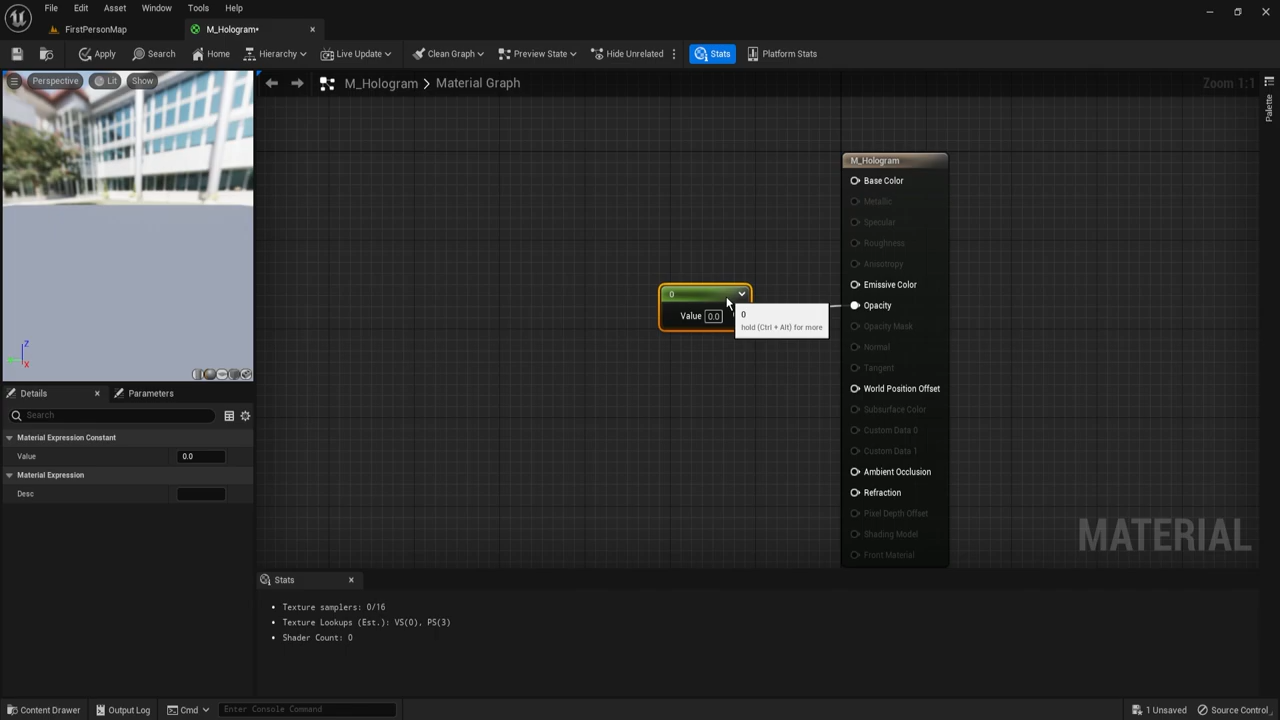 File Edit Asset Window Tools Help
FirstPersonMap M_Hologram•
Apply Search Home Hierarchy Live Update Clean Graph Preview State Hide Unrelated Stats Platform Stats
Perspective Lit Show
M_Hologram > Material Graph Zoom 1:1
Palette
M_Hologram
Base Color
Metallic
Specular
Roughness
Anisotropy
Emissive Color
Opacity
Opacity Mask
Normal
Tangent
World Position Offset
Subsurface Color
Custom Data 0
Custom Data 1
Ambient Occlusion
Refraction
Pixel Depth Offset
Shading Model
Front Material
0
Value 0.0
0
hold (Ctrl + Alt) for more
MATERIAL
Z
X
Details Parameters
Search
Material Expression Constant
Value 0.0
Material Expression
Desc
Stats
• Texture samplers: 0/16
• Texture Lookups (Est.): VS(0), PS(3)
• Shader Count: 0
Content Drawer Output Log Cmd Enter Console Command 1 Unsaved Source Control